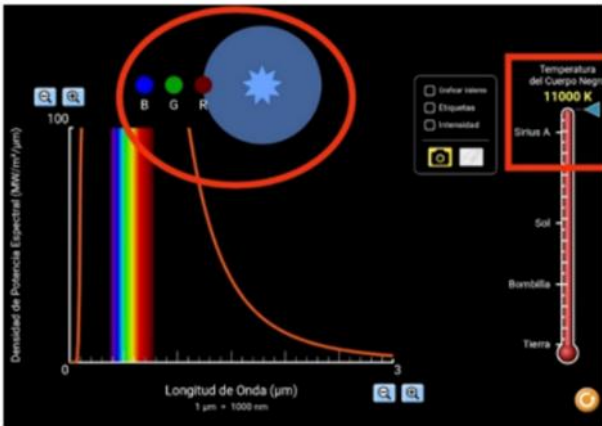 B G R
100
Densidad de Potencia Espectral (MW/m²/μm)
0
3
Longitud de Onda (μm)
1 μm = 1000 nm
Graficar Valores
Etiquetas
Intensidad
Temperatura
del Cuerpo Negro
11000 K
Sirius A
Sol
Bombilla
Tierra